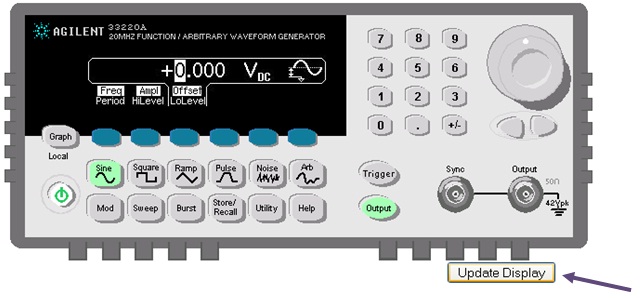 AGILENT 33220A
20MHZ FUNCTION / ARBITRARY WAVEFORM GENERATOR
+0.000 VDC
Freq Ampl Offset
Period HiLevel LoLevel
7 8 9
4 5 6
1 2 3
0 . +/-
Graph
Local
Sine Square Ramp Pulse Noise Arb
Mod Sweep Burst Store/
Recall Utility Help
Trigger
Output
Sync Output
50Ω
42Vpk
Update Display